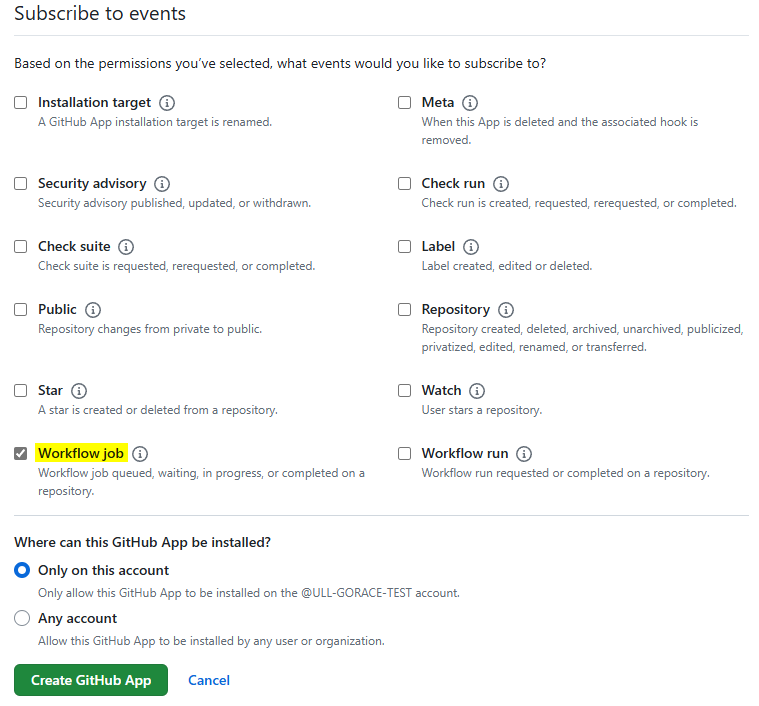 Subscribe to events
Based on the permissions you've selected, what events would you like to subscribe to?
Installation target
A GitHub App installation target is renamed.
Meta
When this App is deleted and the associated hook is
removed.
Security advisory
Security advisory published, updated, or withdrawn.
Check run
Check run is created, requested, rerequested, or completed.
Check suite
Check suite is requested, rerequested, or completed.
Label
Label created, edited or deleted.
Public
Repository changes from private to public.
Repository
Repository created, deleted, archived, unarchived, publicized,
privatized, edited, renamed, or transferred.
Star
A star is created or deleted from a repository.
Watch
User stars a repository.
Workflow job
Workflow job queued, waiting, in progress, or completed on a
repository.
Workflow run
Workflow run requested or completed on a repository.
Where can this GitHub App be installed?
Only on this account
Only allow this GitHub App to be installed on the @ULL-GORACE-TEST account.
Any account
Allow this GitHub App to be installed by any user or organization.
Create GitHub App Cancel